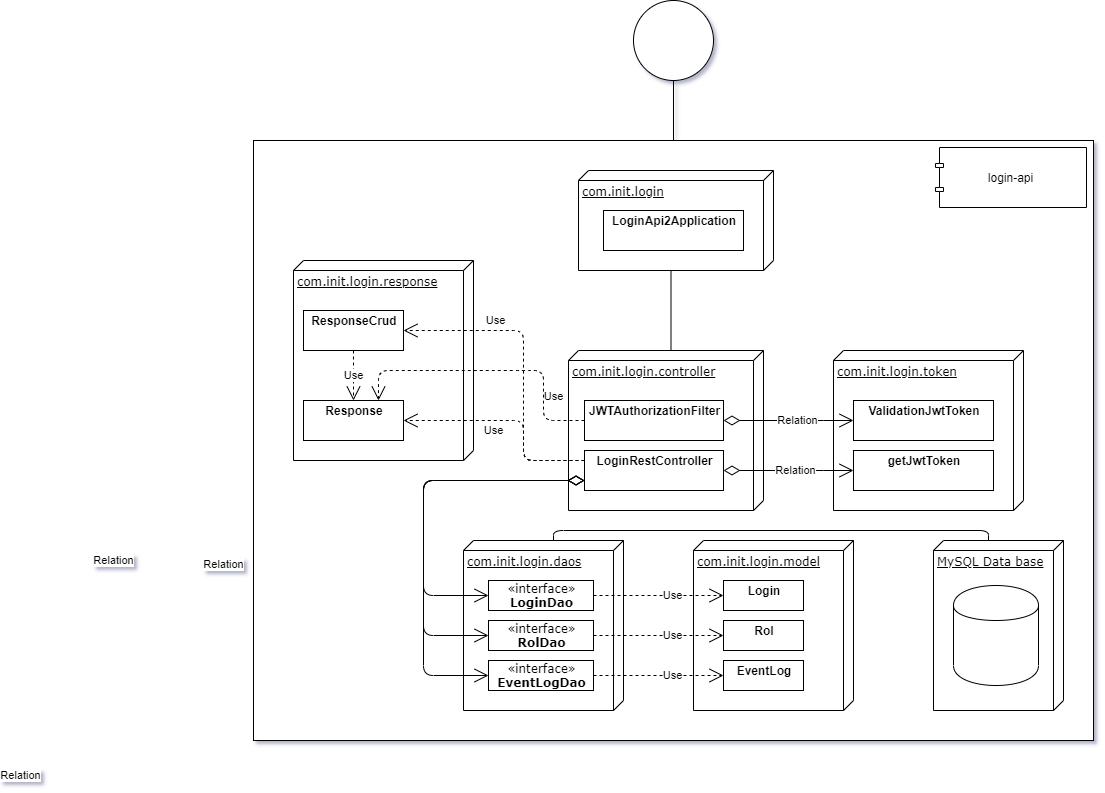 login-api
com.init.login
LoginApi2Application
com.init.login.response
ResponseCrud
Use
Use
Response
Use
Use
com.init.login.controller
JWTAuthorizationFilter
LoginRestController
Relation
Relation
com.init.login.token
ValidationJwtToken
getJwtToken
Relation
Relation
com.init.login.daos
«interface»
LoginDao
«interface»
RolDao
«interface»
EventLogDao
Use
Use
Use
com.init.login.model
Login
Rol
EventLog
MySQL Data base
Relation